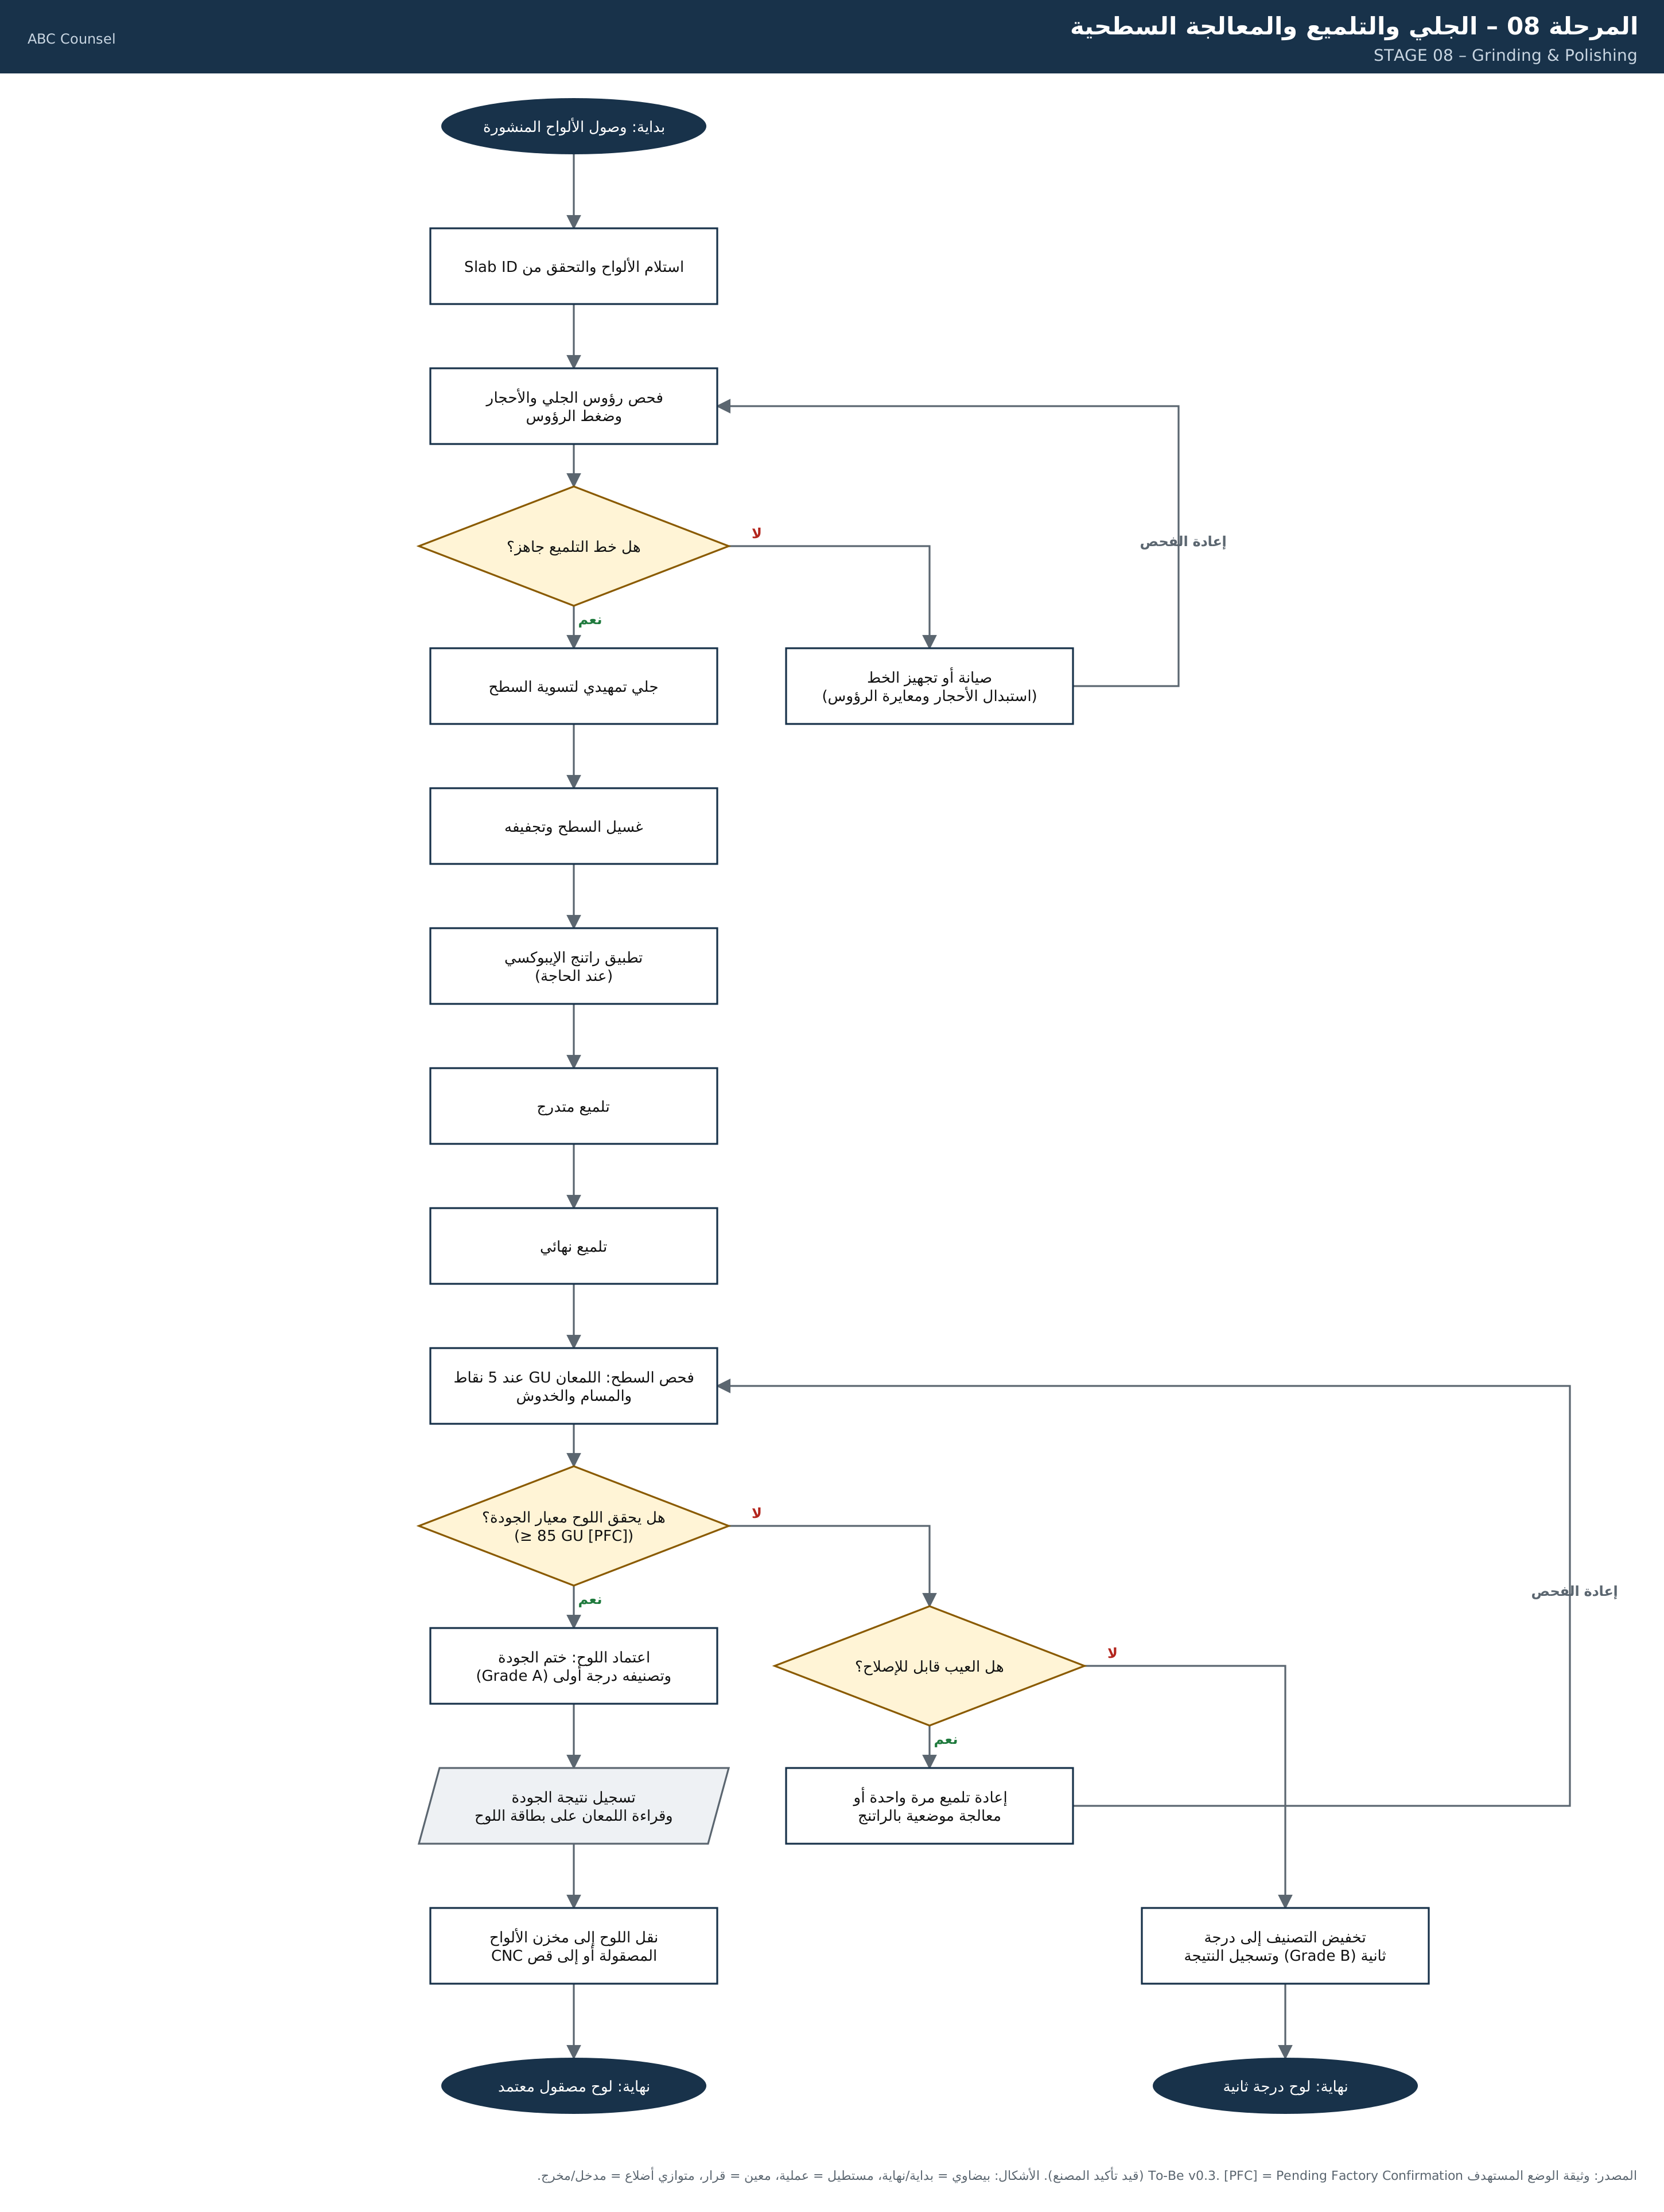 المرحلة 08 – الجلي والتلميع والمعالجة السطحية
STAGE 08 – Grinding & Polishing
ABC Counsel
بداية: وصول الألواح المنشورة
استلام الألواح والتحقق من Slab ID
فحص رؤوس الجلي والأحجار
وضغط الرؤوس
هل خط التلميع جاهز؟
لا
إعادة الفحص
نعم
جلي تمهيدي لتسوية السطح
صيانة أو تجهيز الخط
(استبدال الأحجار ومعايرة الرؤوس)
غسيل السطح وتجفيفه
تطبيق راتنج الإيبوكسي
(عند الحاجة)
تلميع متدرج
تلميع نهائي
فحص السطح: اللمعان GU عند 5 نقاط
والمسام والخدوش
هل يحقق اللوح معيار الجودة؟
(≥ 85 GU [PFC])
لا
نعم
إعادة الفحص
اعتماد اللوح: ختم الجودة
وتصنيفه درجة أولى (Grade A)
هل العيب قابل للإصلاح؟
لا
نعم
تسجيل نتيجة الجودة
وقراءة اللمعان على بطاقة اللوح
إعادة تلميع مرة واحدة أو
معالجة موضعية بالراتنج
نقل اللوح إلى مخزن الألواح
المصقولة أو إلى قص CNC
تخفيض التصنيف إلى درجة
ثانية (Grade B) وتسجيل النتيجة
نهاية: لوح مصقول معتمد
نهاية: لوح درجة ثانية
المصدر: وثيقة الوضع المستهدف To-Be v0.3. [PFC] = Pending Factory Confirmation (قيد تأكيد المصنع). الأشكال: بيضاوي = بداية/نهاية، مستطيل = عملية، معين = قرار، متوازي أضلاع = مدخل/مخرج.